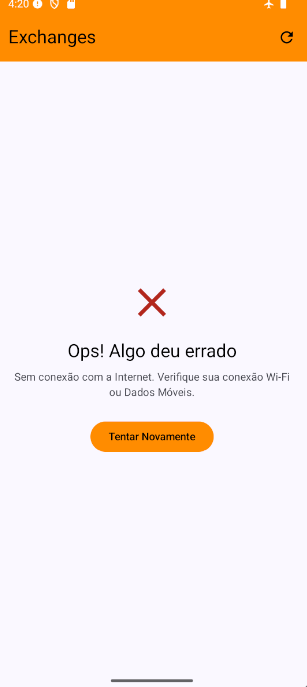 4:20
Exchanges
Ops! Algo deu errado
Sem conexão com a Internet. Verifique sua conexão Wi-Fi
ou Dados Móveis.
Tentar Novamente